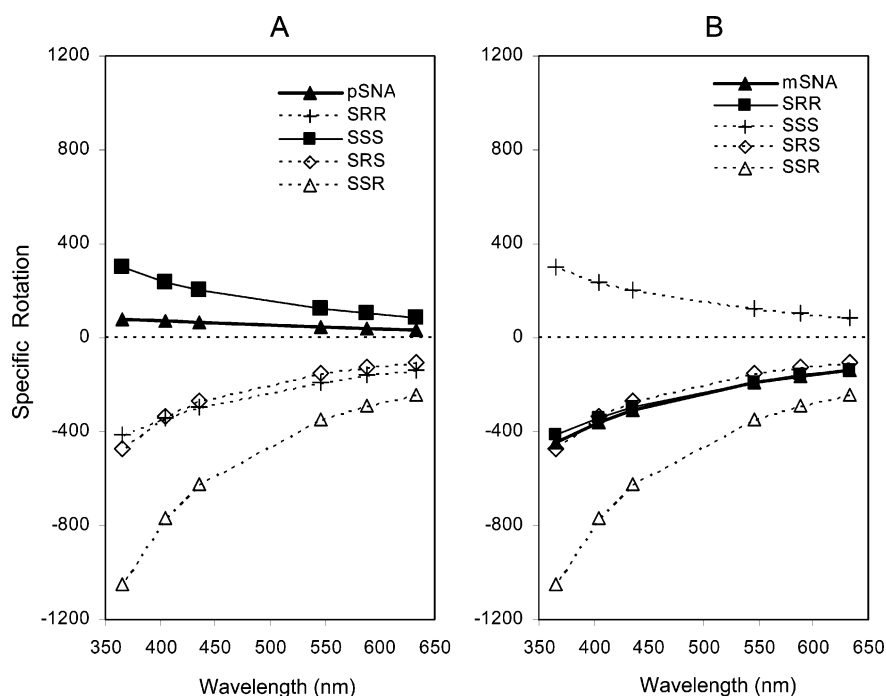 A
1200
800
400
0
-400
-800
-1200
350 400 450 500 550 600 650
Wavelength (nm)
Specific Rotation
pSNA
SRR
SSS
SRS
SSR
B
1200
800
400
0
-400
-800
-1200
350 400 450 500 550 600 650
Wavelength (nm)
mSNA
SRR
SSS
SRS
SSR